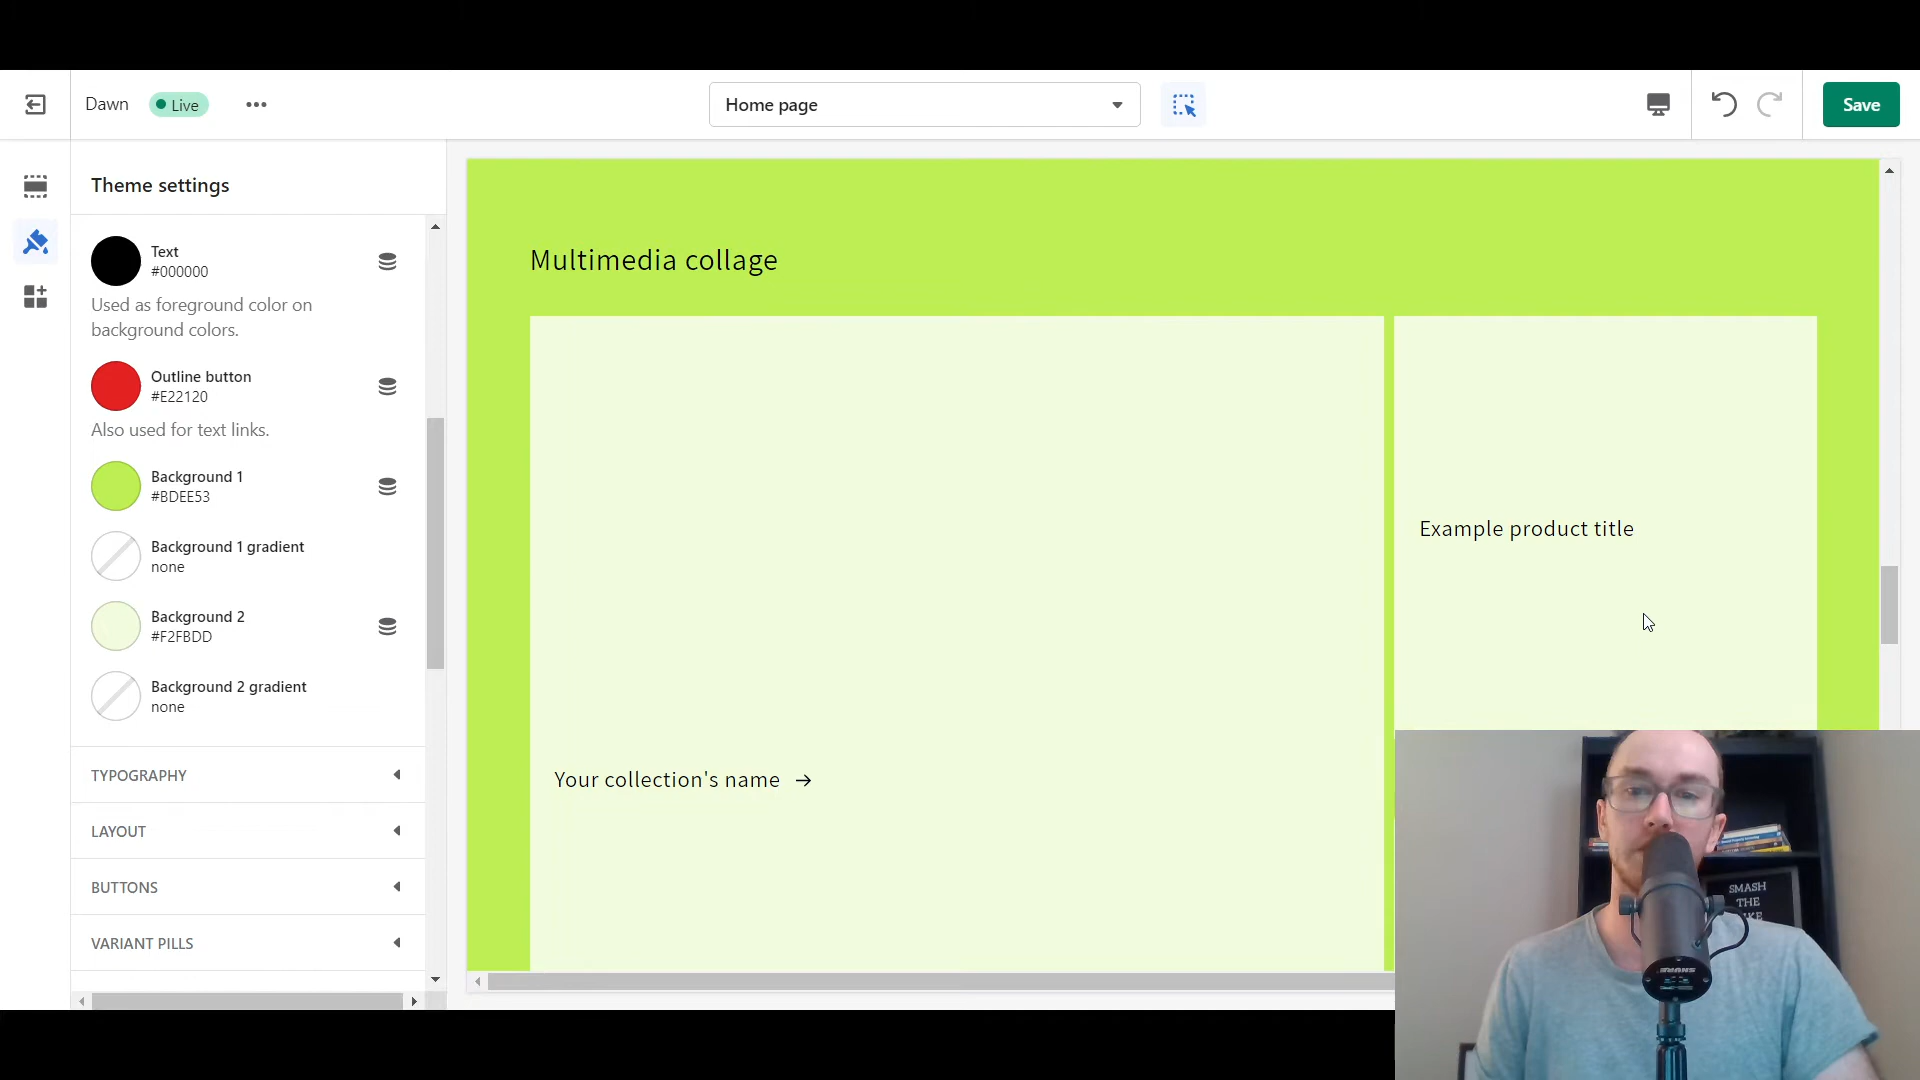 Dawn
Live
Home page
Save
Theme settings
Text
#000000
Used as foreground color on
background colors.
Outline button
#E22120
Also used for text links.
Background 1
#BDEE53
Background 1 gradient
none
Background 2
#F2FBDD
Background 2 gradient
none
TYPOGRAPHY
LAYOUT
BUTTONS
VARIANT PILLS
Multimedia collage
Example product title
Your collection's name →
SMASH
THE
SHURE